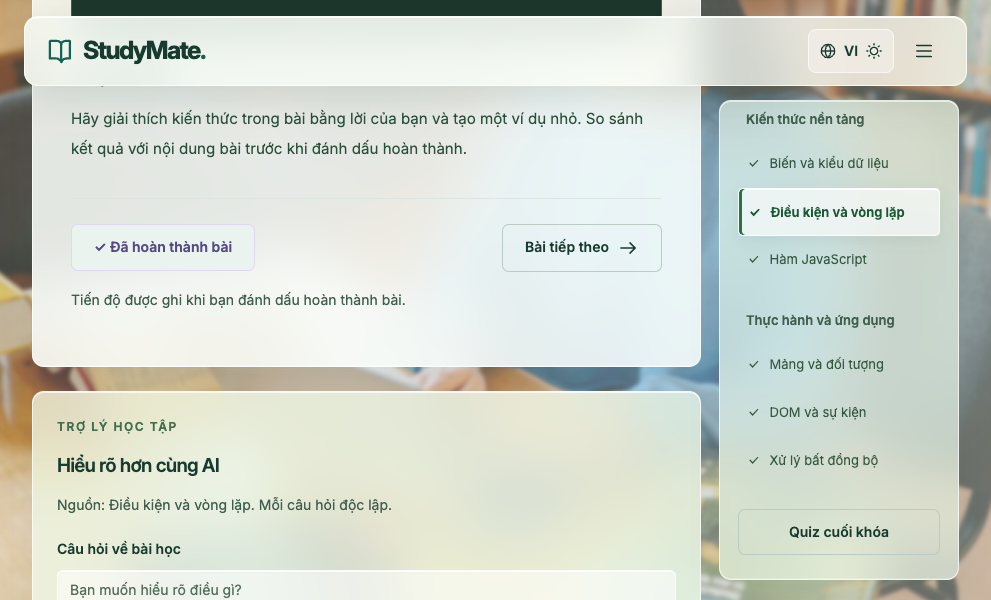 StudyMate.
VI
Hãy giải thích kiến thức trong bài bằng lời của bạn và tạo một ví dụ nhỏ. So sánh
kết quả với nội dung bài trước khi đánh dấu hoàn thành.
✓ Đã hoàn thành bài
Bài tiếp theo →
Tiến độ được ghi khi bạn đánh dấu hoàn thành bài.
TRỢ LÝ HỌC TẬP
Hiểu rõ hơn cùng AI
Nguồn: Điều kiện và vòng lặp. Mỗi câu hỏi độc lập.
Câu hỏi về bài học
Bạn muốn hiểu rõ điều gì?
Kiến thức nền tảng
✓ Biến và kiểu dữ liệu
✓ Điều kiện và vòng lặp
✓ Hàm JavaScript
Thực hành và ứng dụng
✓ Mảng và đối tượng
✓ DOM và sự kiện
✓ Xử lý bất đồng bộ
Quiz cuối khóa